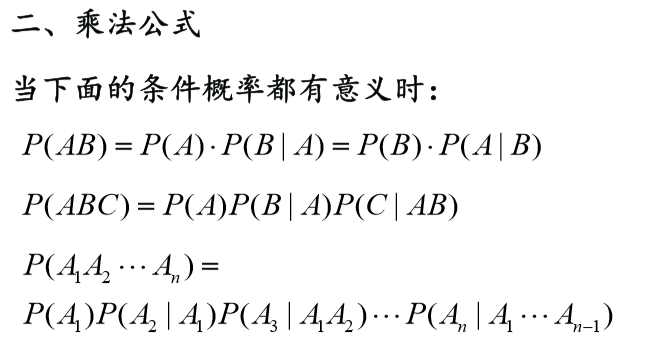 二、乘法公式
当下面的条件概率都有意义时：
P(AB) = P(A)·P(B | A) = P(B)·P(A | B)
P(ABC) = P(A)P(B | A)P(C | AB)
P(A₁A₂⋯Aₙ) =
P(A₁)P(A₂ | A₁)P(A₃ | A₁A₂)⋯P(Aₙ | A₁⋯Aₙ₋₁)